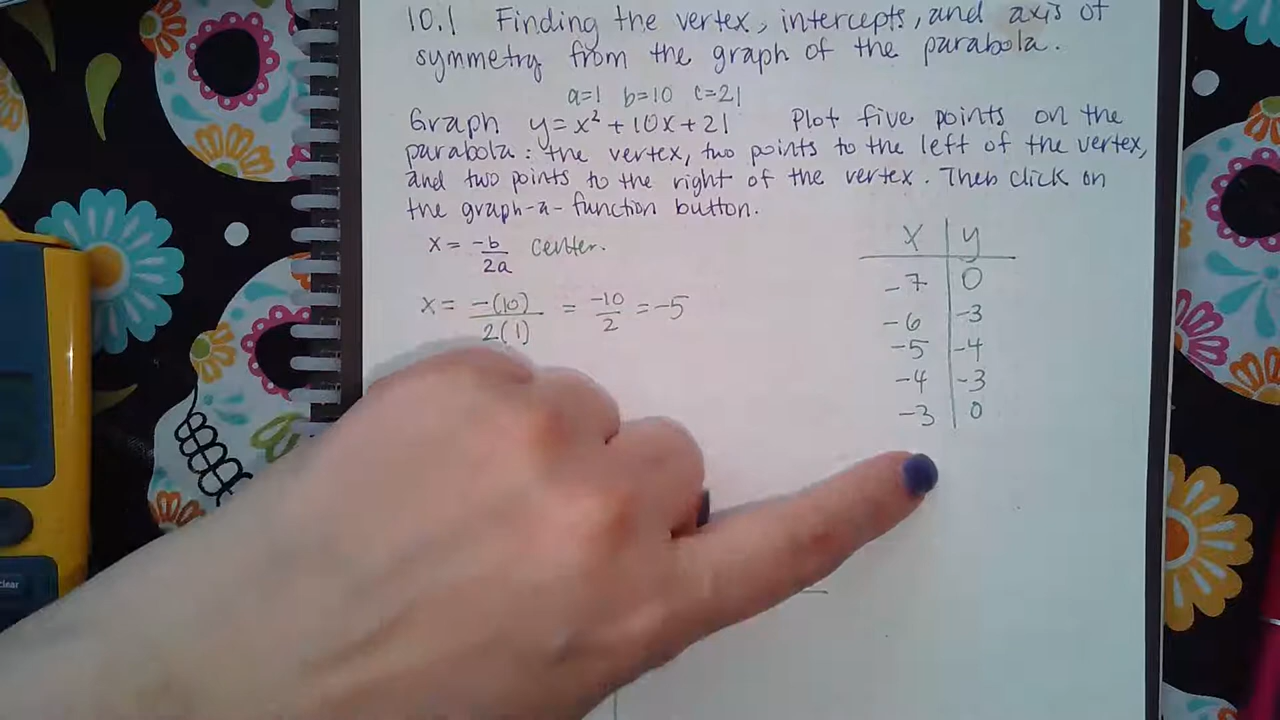 10.1 Finding the vertex, intercepts, and axis of
symmetry from the graph of the parabola.
a=1 b=10 c=21
Graph y=x²+10x+21 Plot five points on the
parabola: the vertex, two points to the left of the vertex,
and two points to the right of the vertex. Then click on
the graph-a-function button.
x = -b/2a center.
x = -(10)/2(1) = -10/2 = -5
x | y
-7 | 0
-6 | -3
-5 | -4
-4 | -3
-3 | 0
clear